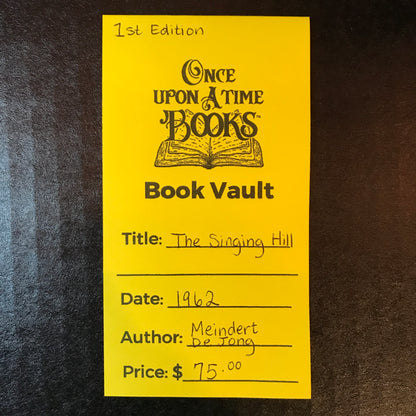 1st Edition
ONCE
UPON A TIME
BOOKS™
Book Vault
Title: The Singing Hill
Date: 1962
Author: Meindert
De Jong
Price: $ 75.00